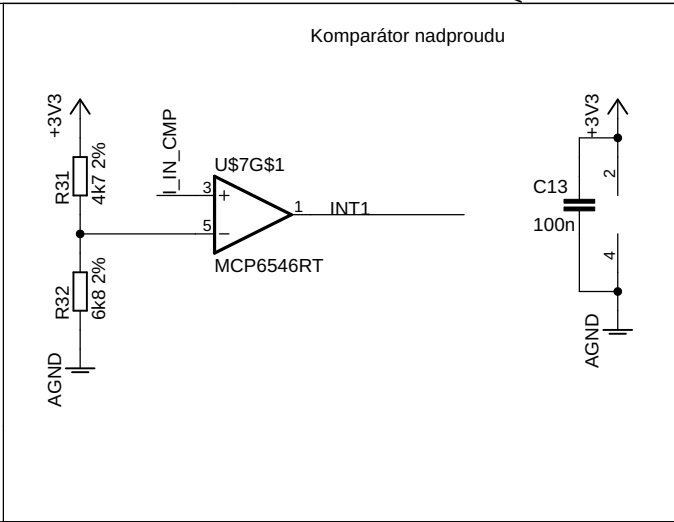 Komparátor nadproudu
+3V3
I_IN_CMP
+3V3
U$7G$1
R31
4k7 2%
3
+
2
C13
1
INT1
100n
5
−
MCP6546RT
4
R32
6k8 2%
AGND
AGND